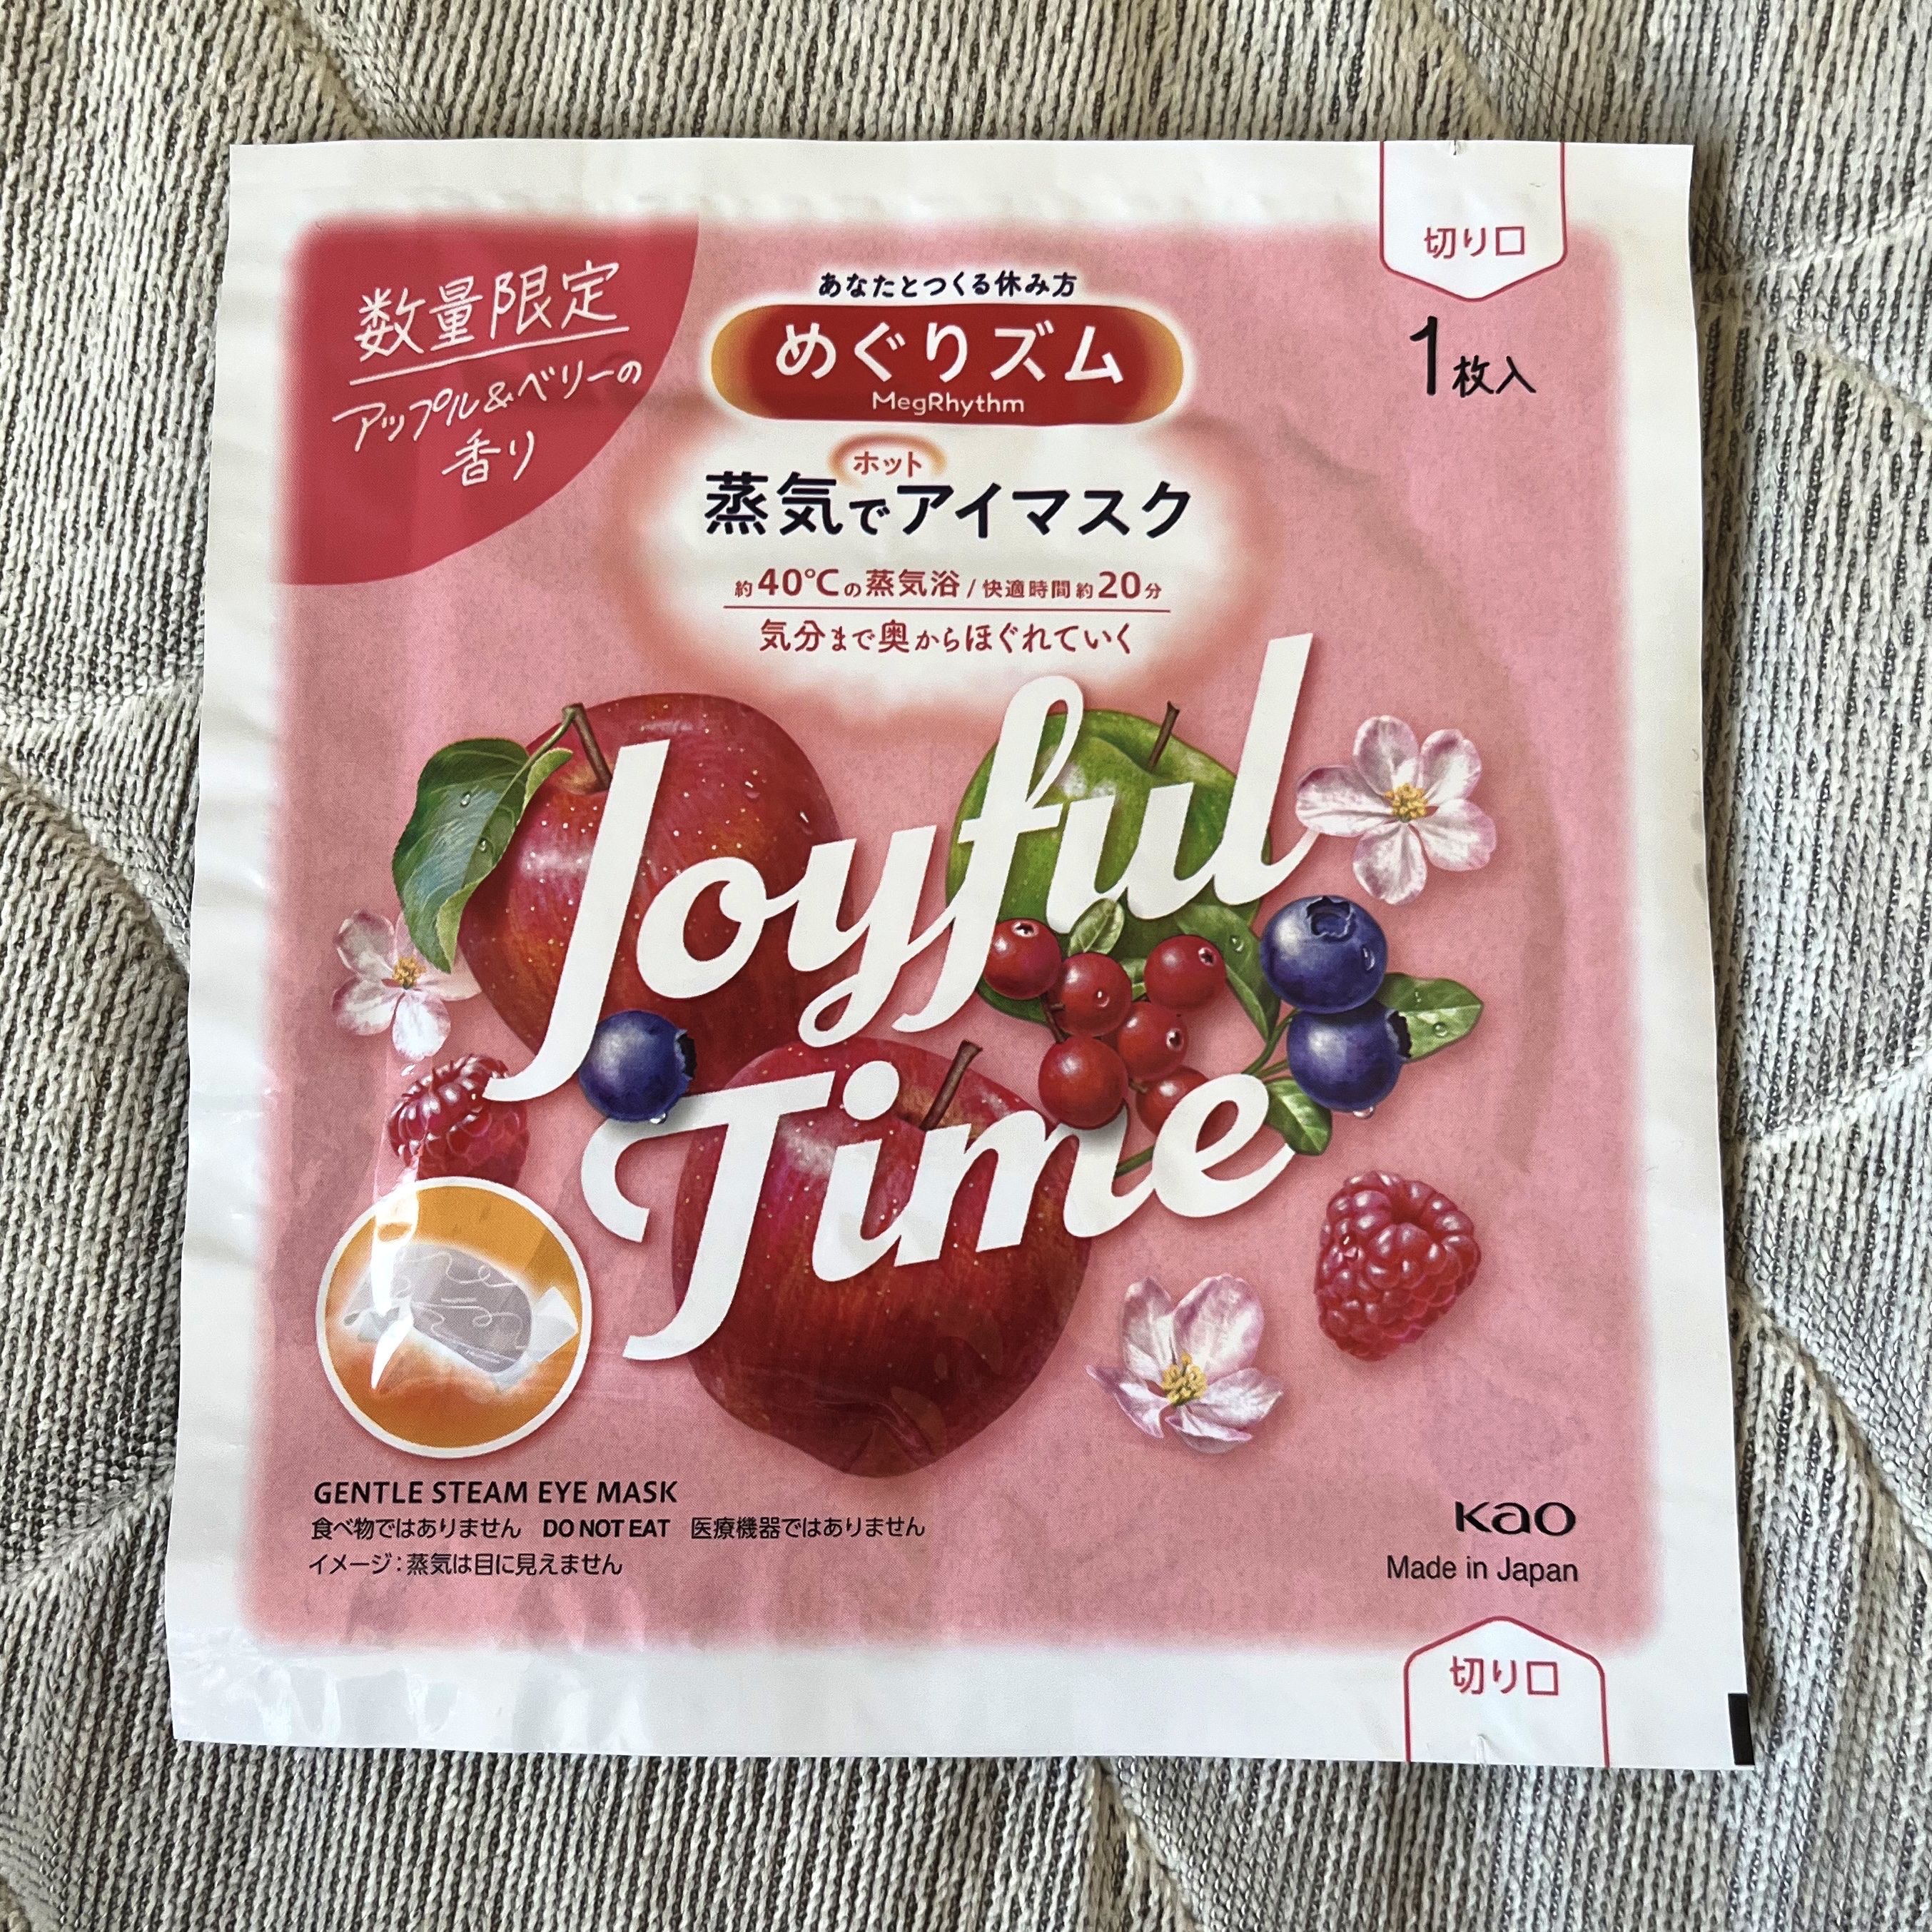 数量限定
アップル&ベリーの
香り
あなたとつくる休み方
めぐりズム
MegRhythm
ホット
蒸気でアイマスク
約40℃の蒸気浴/快適時間約20分
気分まで奥からほぐれていく
切り口
1枚入
Joyful
Time
GENTLE STEAM EYE MASK
食べ物ではありません DO NOT EAT 医療機器ではありません
イメージ:蒸気は目に見えません
Kao
Made in Japan
切り口